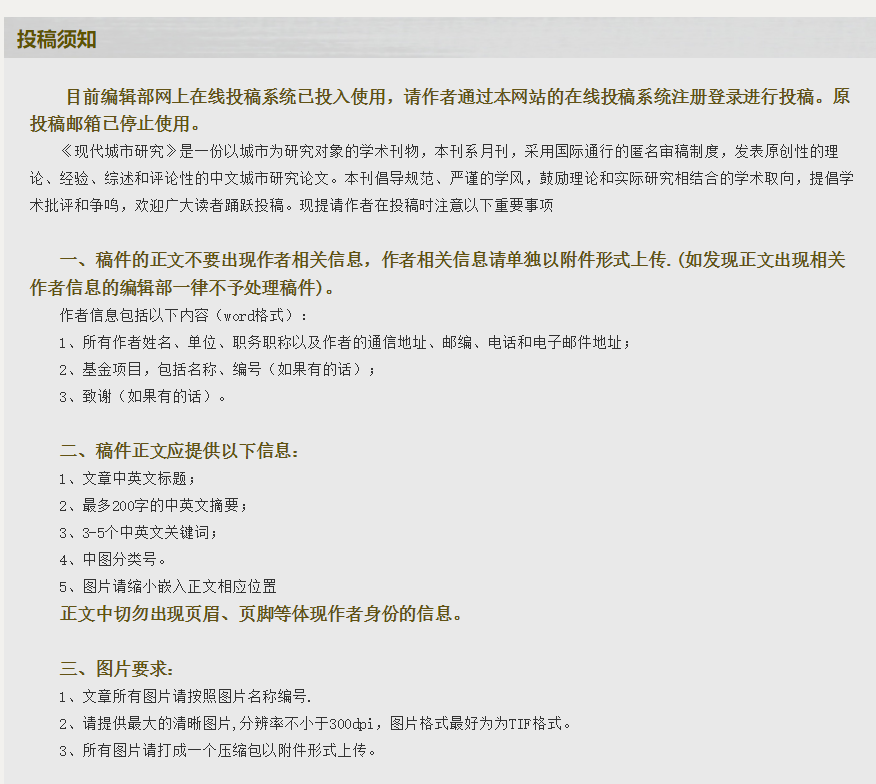 投稿须知
目前编辑部网上在线投稿系统已投入使用，请作者通过本网站的在线投稿系统注册登录进行投稿。原
投稿邮箱已停止使用。
《现代城市研究》是一份以城市为研究对象的学术刊物，本刊系月刊，采用国际通行的匿名审稿制度，发表原创性的理
论、经验、综述和评论性的中文城市研究论文。本刊倡导规范、严谨的学风，鼓励理论和实际研究相结合的学术取向，提倡学
术批评和争鸣，欢迎广大读者踊跃投稿。现提请作者在投稿时注意以下重要事项
一、稿件的正文不要出现作者相关信息，作者相关信息请单独以附件形式上传.(如发现正文出现相关
作者信息的编辑部一律不予处理稿件)。
作者信息包括以下内容（word格式）：
1、所有作者姓名、单位、职务职称以及作者的通信地址、邮编、电话和电子邮件地址；
2、基金项目，包括名称、编号（如果有的话）；
3、致谢（如果有的话）。
二、稿件正文应提供以下信息：
1、文章中英文标题；
2、最多200字的中英文摘要；
3、3-5个中英文关键词；
4、中图分类号。
5、图片请缩小嵌入正文相应位置
正文中切勿出现页眉、页脚等体现作者身份的信息。
三、图片要求：
1、文章所有图片请按照图片名称编号.
2、请提供最大的清晰图片,分辨率不小于300dpi，图片格式最好为为TIF格式。
3、所有图片请打成一个压缩包以附件形式上传。